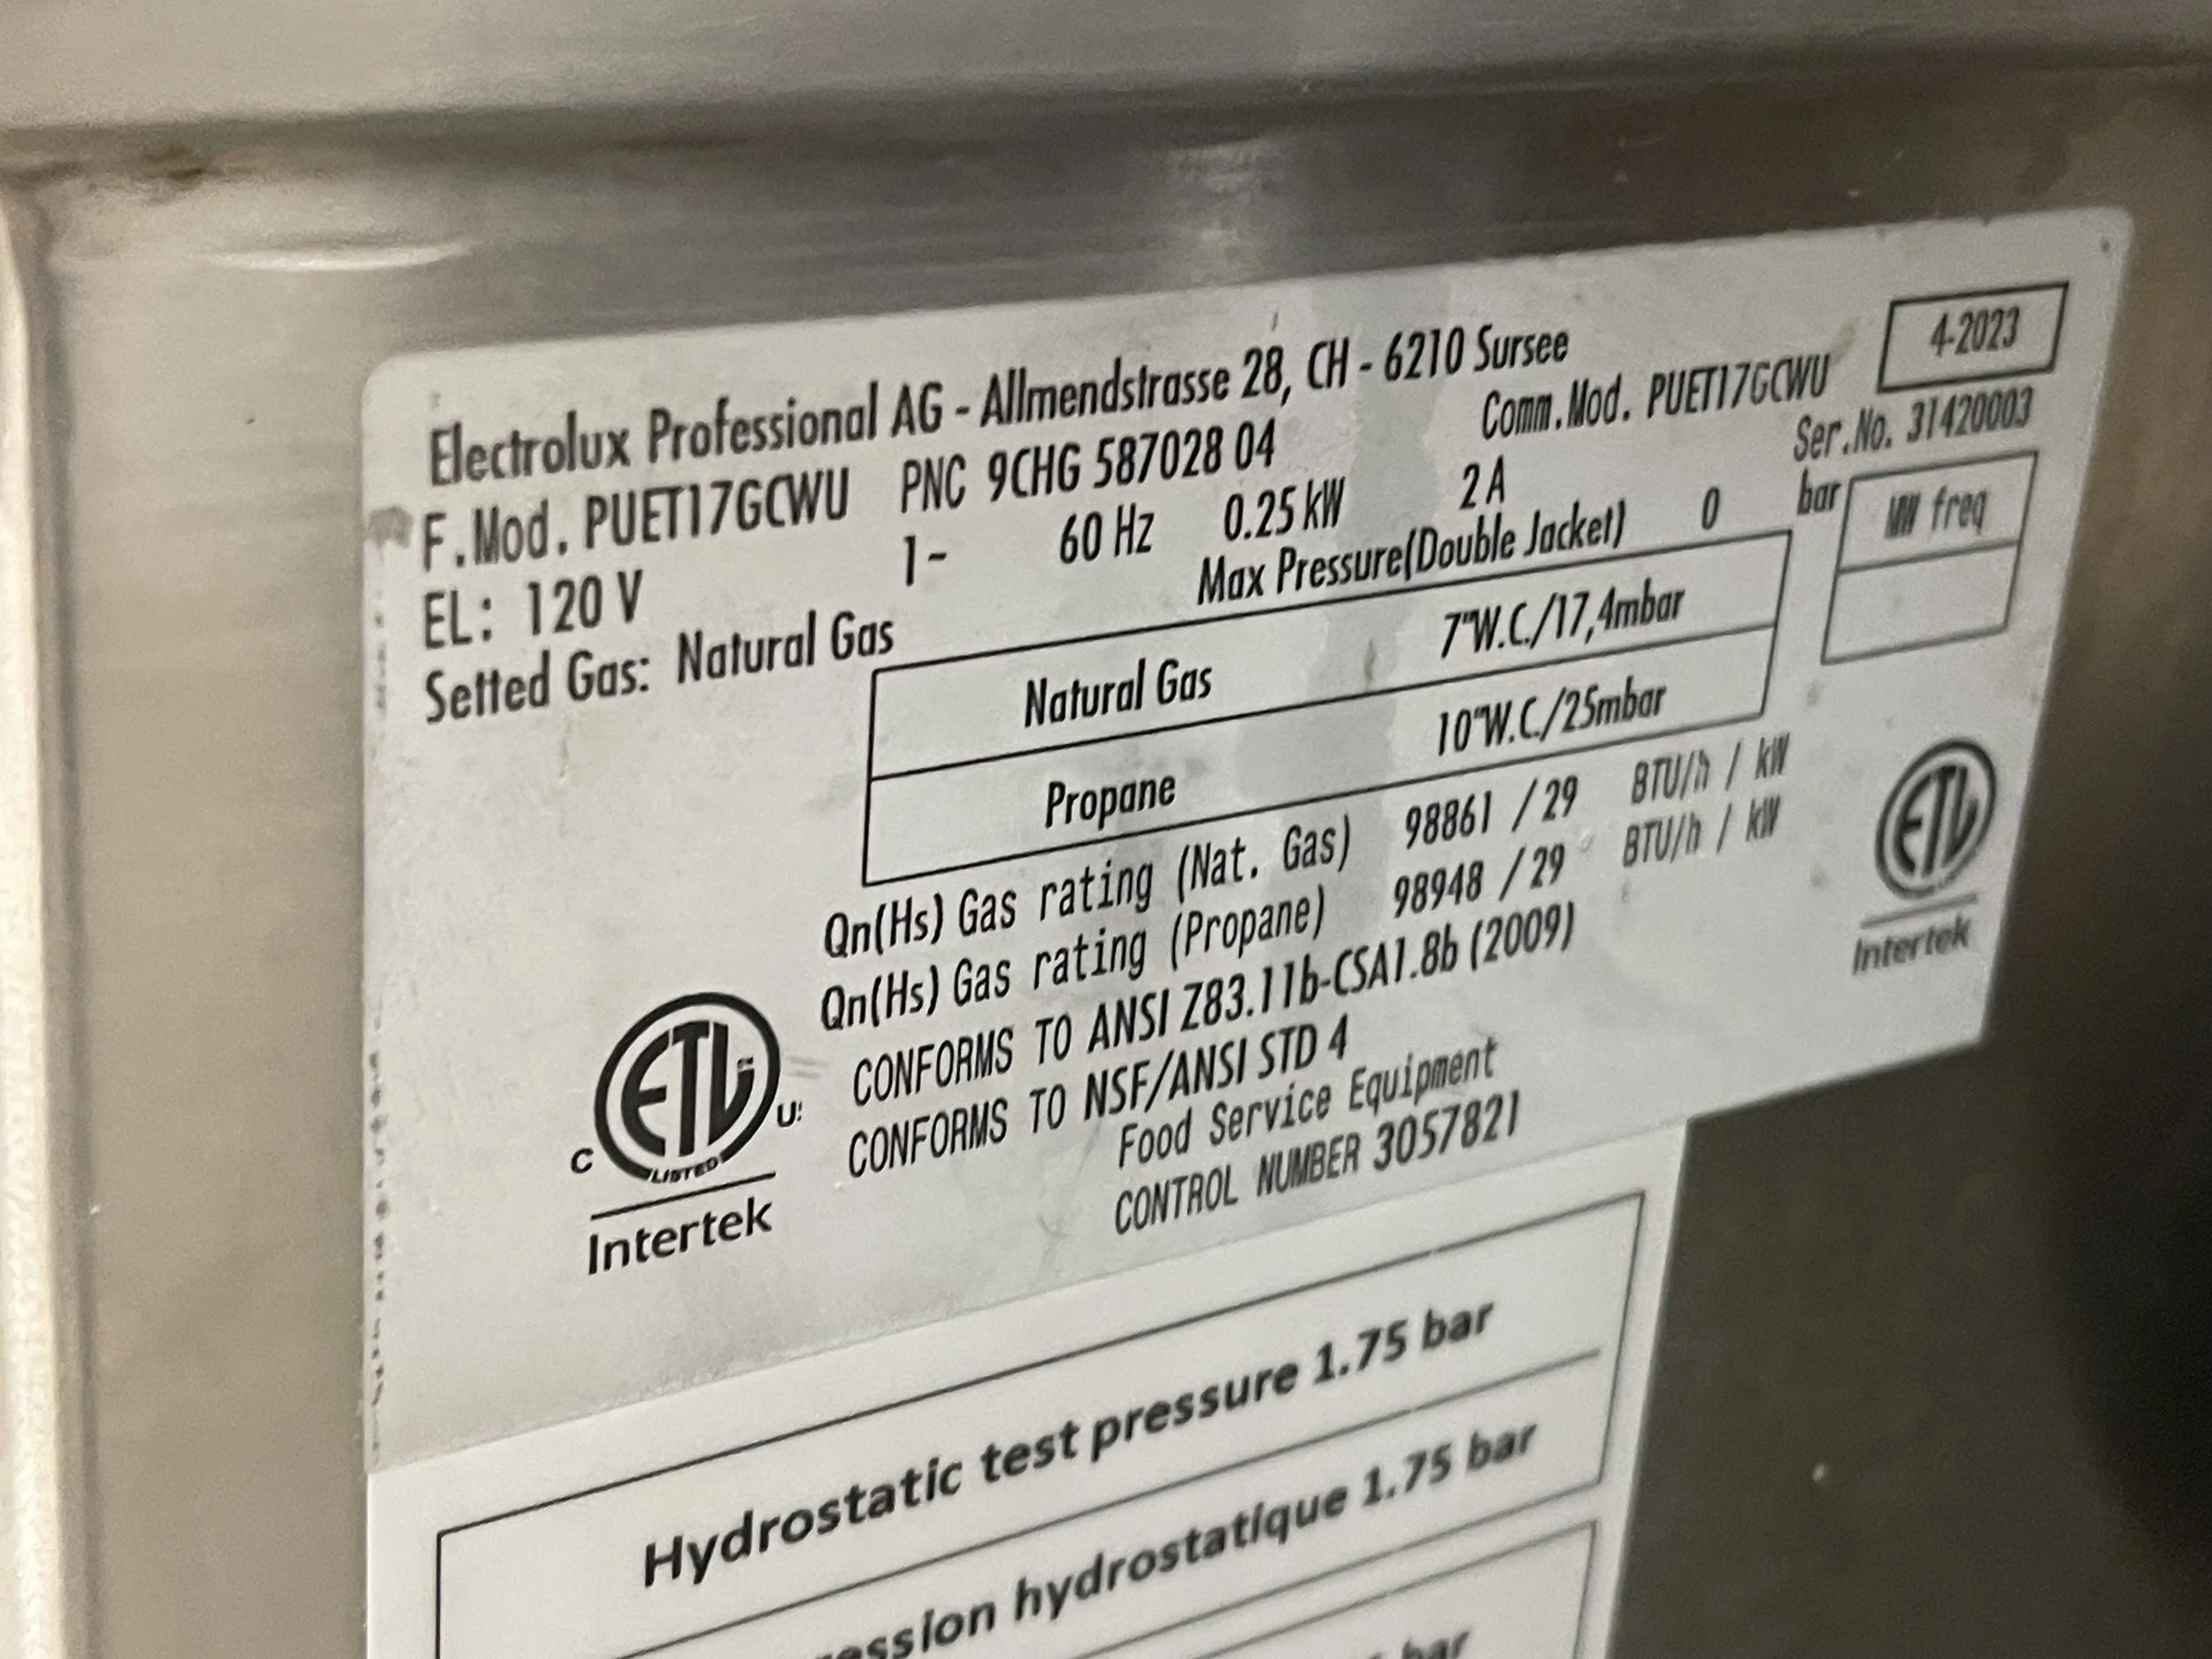 Electrolux Professional AG - Allmendstrasse 28, CH - 6210 Sursee
4-2023
F.Mod. PUET17GCWU PNC 9CHG 587028 04 Comm.Mod. PUET17GCWU
Ser.No. 31420003
EL: 120 V 1~ 60 Hz 0.25 kW 2 A
Max Pressure(Double Jacket) 0 bar
MW freq
Setted Gas: Natural Gas
Natural Gas 7"W.C./17,4mbar
Propane 10"W.C./25mbar
Qn(Hs) Gas rating (Nat. Gas) 98861 / 29 BTU/h / kW
Qn(Hs) Gas rating (Propane) 98948 / 29 BTU/h / kW
CONFORMS TO ANSI Z83.11b-CSA1.8b (2009)
CONFORMS TO NSF/ANSI STD 4
Food Service Equipment
CONTROL NUMBER 3057821
C ETL LISTED
Intertek
ETL
Intertek
Hydrostatic test pressure 1.75 bar
hydrostatique 1.75 bar
bar